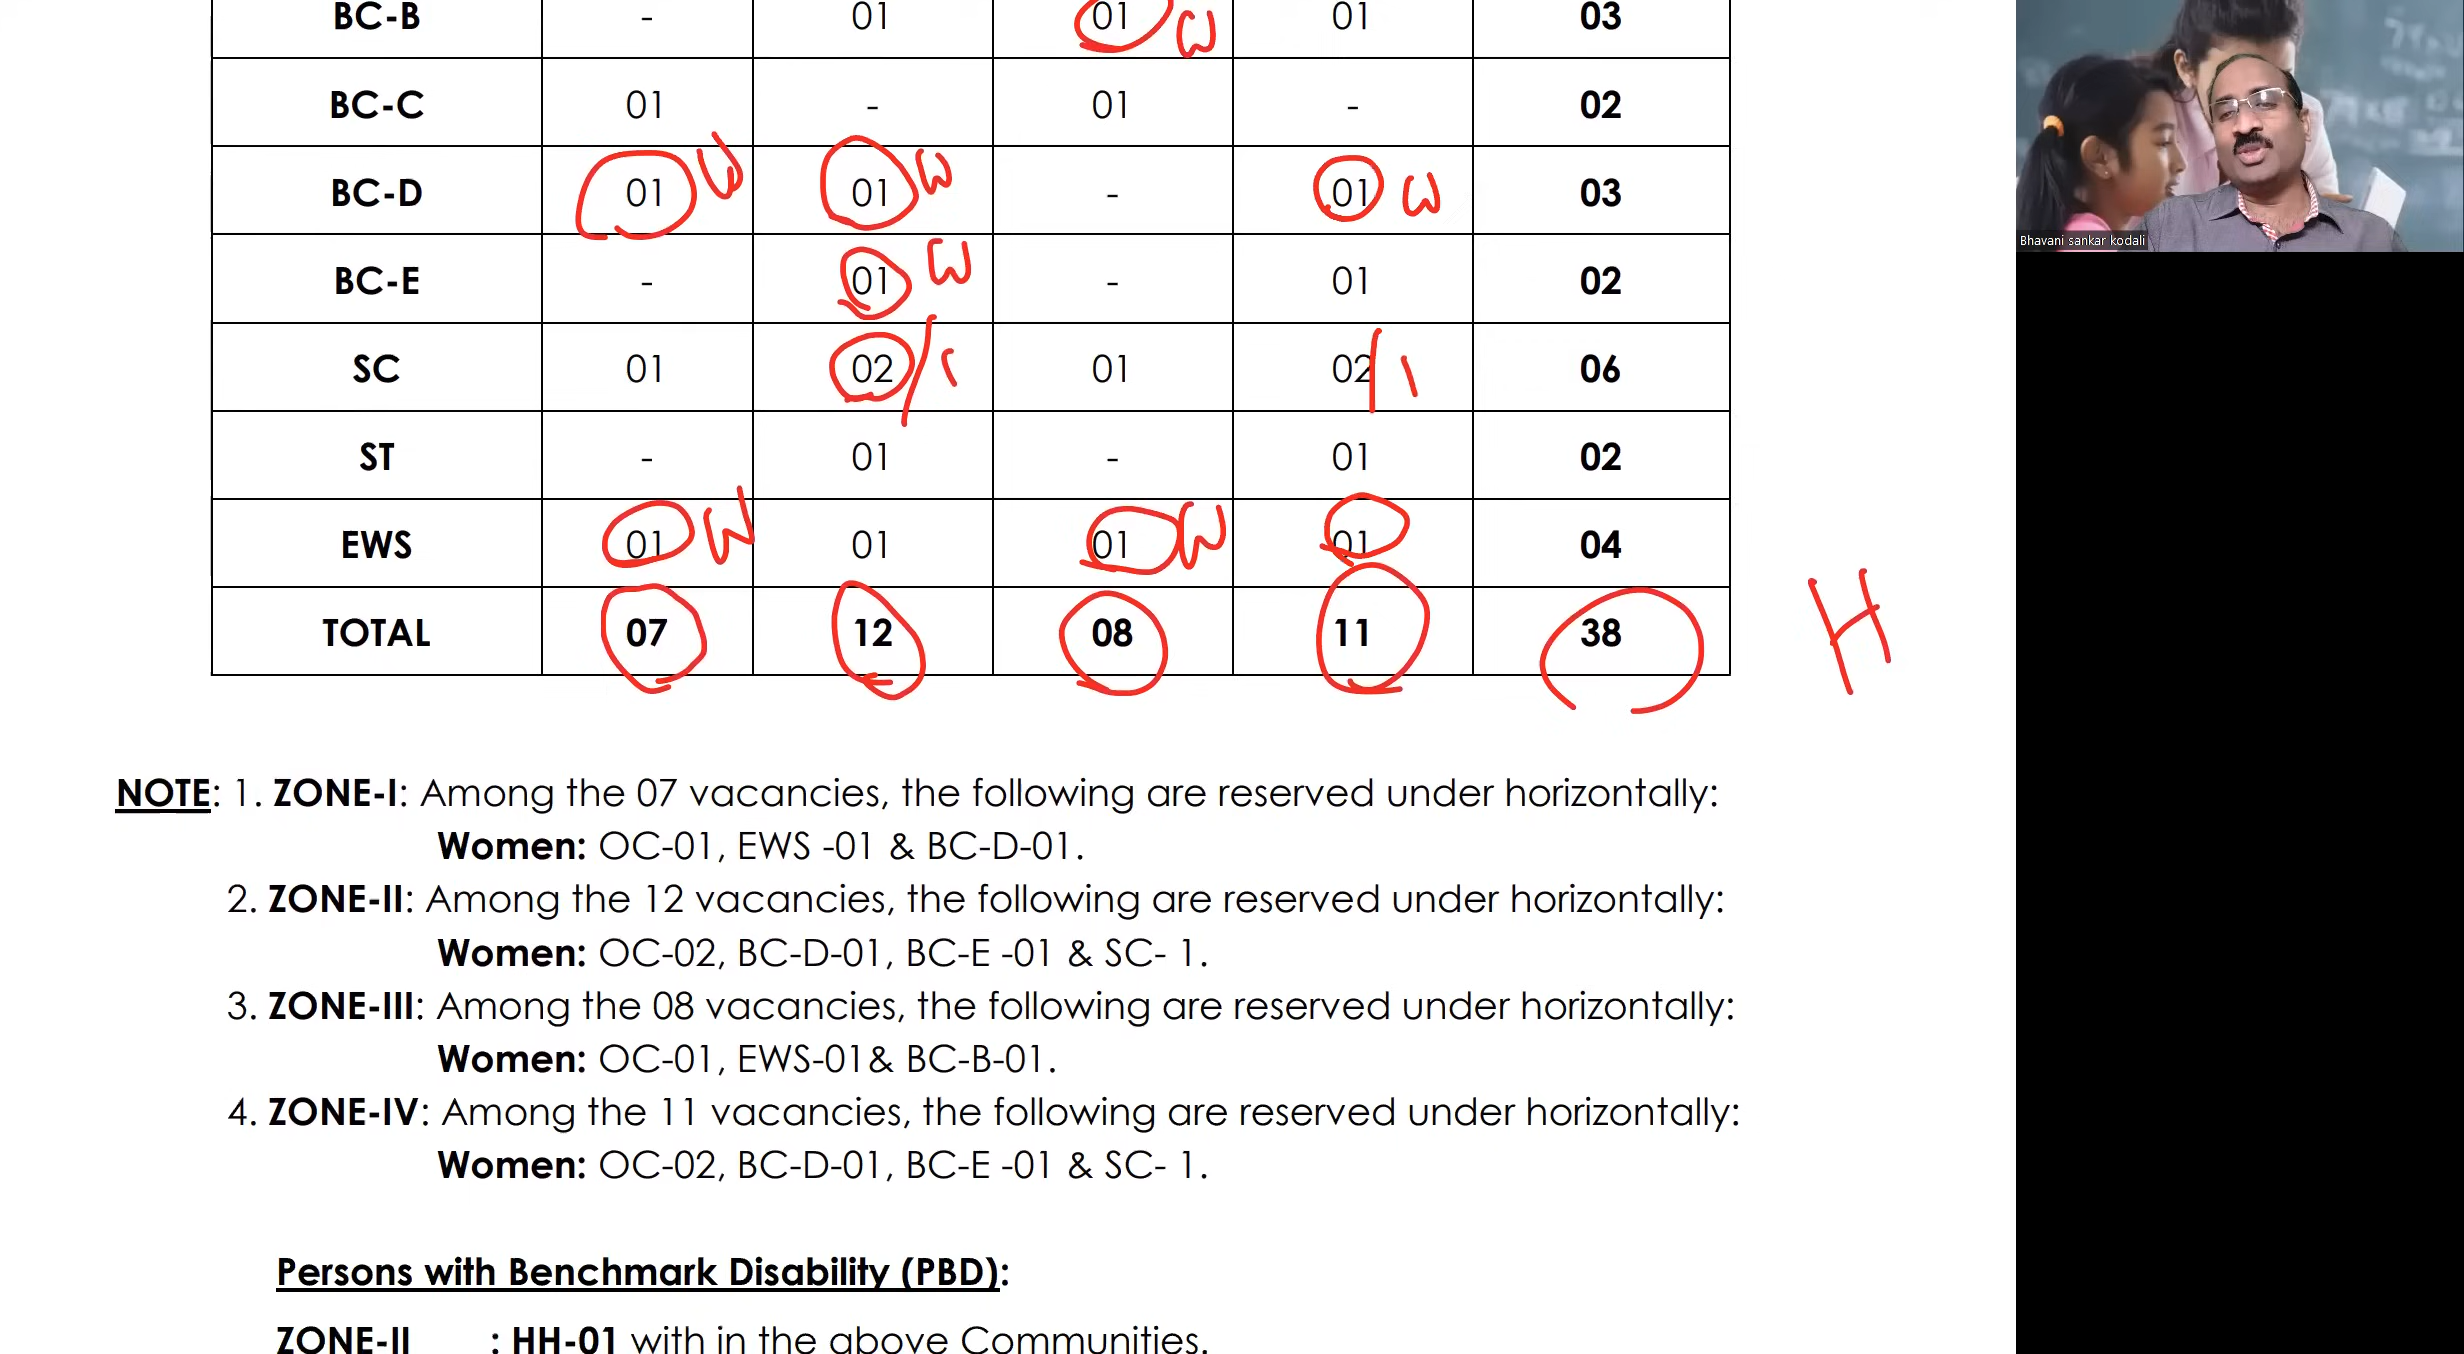 BC-B - 01 01 W 01 03
BC-C 01 - 01 - 02
BC-D 01 W 01 W - 01 W 03
BC-E - 01 W - 01 02
SC 01 02/1 01 02/1 06
ST - 01 - 01 02
EWS 01 W 01 01 W 01 04
TOTAL 07 12 08 11 38 H
NOTE: 1. ZONE-I: Among the 07 vacancies, the following are reserved under horizontally:
Women: OC-01, EWS -01 & BC-D-01.
2. ZONE-II: Among the 12 vacancies, the following are reserved under horizontally:
Women: OC-02, BC-D-01, BC-E -01 & SC- 1.
3. ZONE-III: Among the 08 vacancies, the following are reserved under horizontally:
Women: OC-01, EWS-01& BC-B-01.
4. ZONE-IV: Among the 11 vacancies, the following are reserved under horizontally:
Women: OC-02, BC-D-01, BC-E -01 & SC- 1.
Persons with Benchmark Disability (PBD):
ZONE-II : HH-01 with in the above Communities.
Bhavani sankar kodali